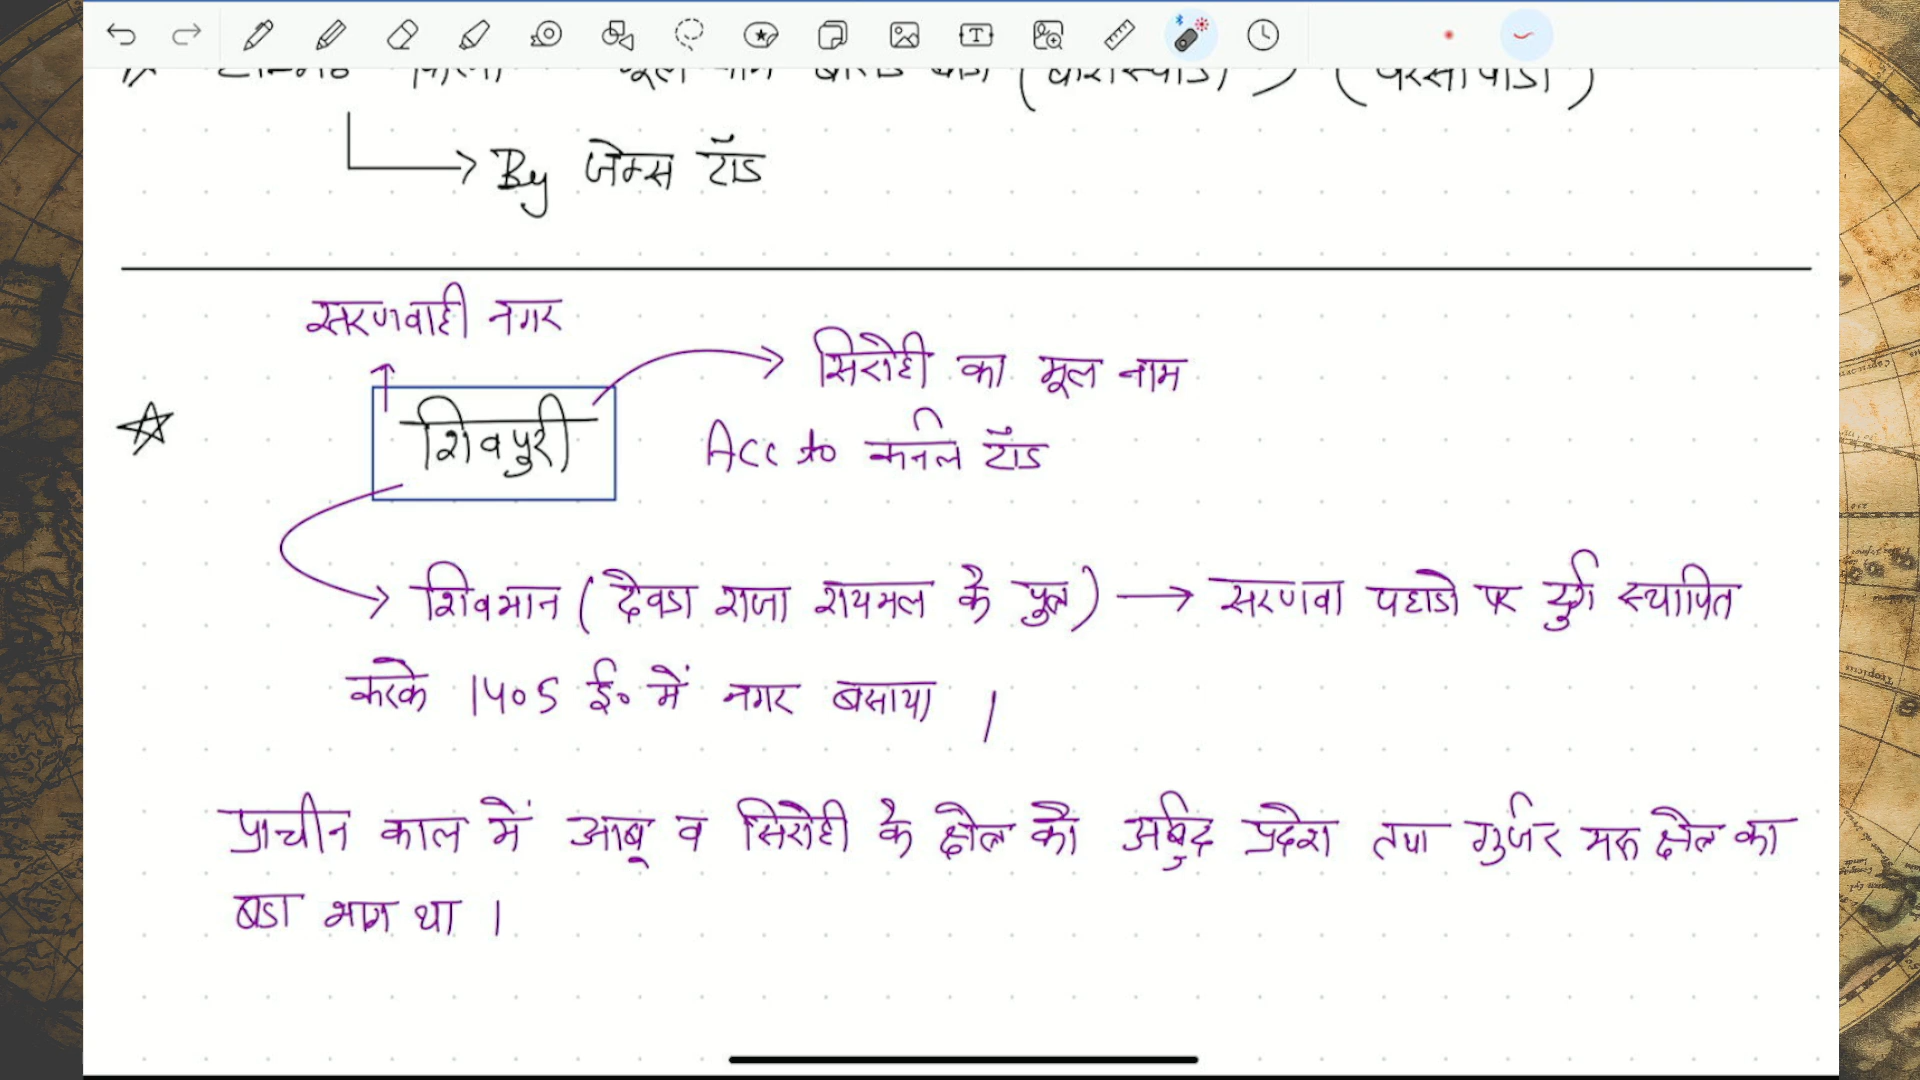 By जेम्स टॉड
सरणवाही नगर
सिरोही का मूल नाम
शिवपुरी
Acc to कर्नल टॉड
शिवभान (देवडा राजा रायमल के पुत्र) → सरणवा पहाडो पर दुर्ग स्थापित
करके 1405 ई० में नगर बसाया |
प्राचीन काल में आबू व सिरोही के क्षेत्र को अर्बुद प्रदेश तथा गुर्जर मरु क्षेत्र का
बडा भाग था |